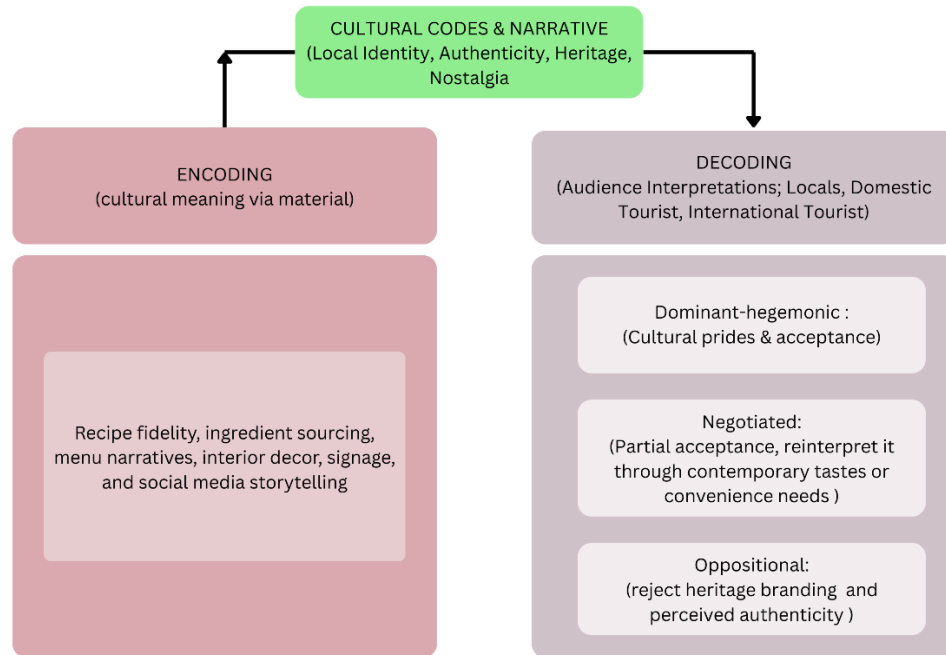 CULTURAL CODES & NARRATIVE
(Local Identity, Authenticity, Heritage,
Nostalgia
ENCODING
(cultural meaning via material)
Recipe fidelity, ingredient sourcing,
menu narratives, interior decor, signage,
and social media storytelling
DECODING
(Audience Interpretations; Locals, Domestic
Tourist, International Tourist)
Dominant-hegemonic :
(Cultural prides & acceptance)
Negotiated:
(Partial acceptance, reinterpret it
through contemporary tastes or
convenience needs )
Oppositional:
(reject heritage branding and
perceived authenticity )